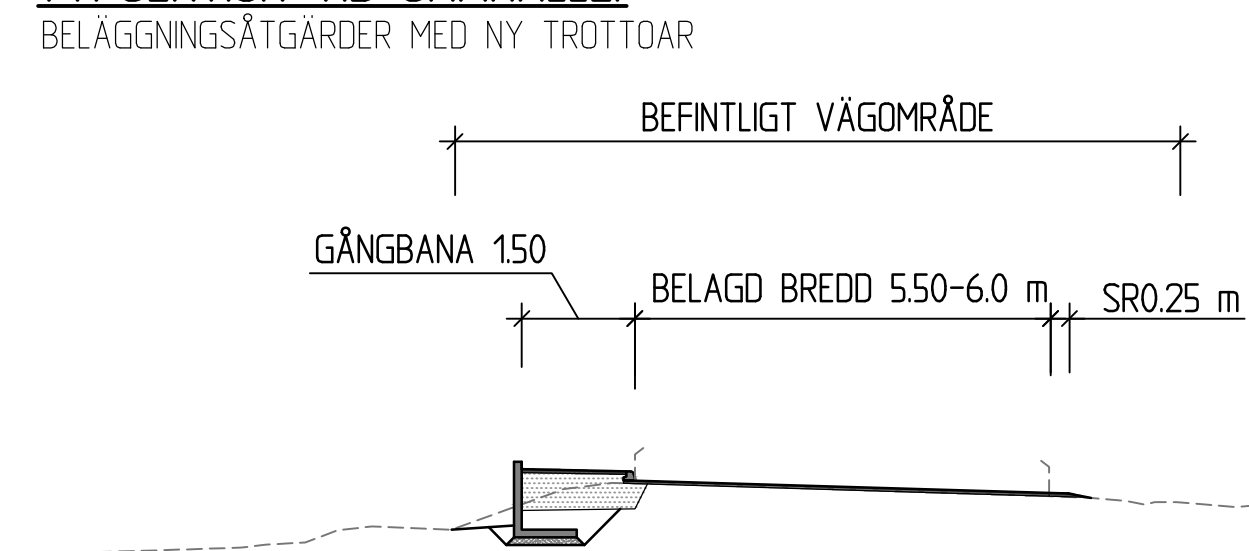 BELÄGGNINGSÅTGÄRDER MED NY TROTTOAR
BEFINTLIGT VÄGOMRÅDE
GÅNGBANA 1.50
BELAGD BREDD 5.50-6.0 m
SR0.25 m